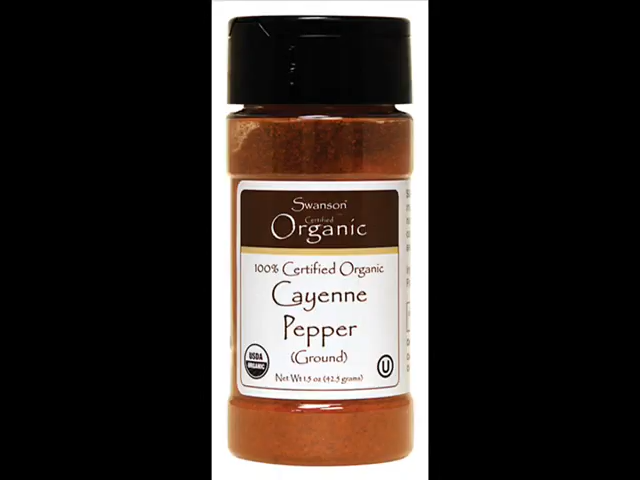 Swanson
Certified
Organic
100% Certified Organic
Cayenne
Pepper
(Ground)
USDA
ORGANIC
U
Net Wt 1.5 oz (42.5 grams)